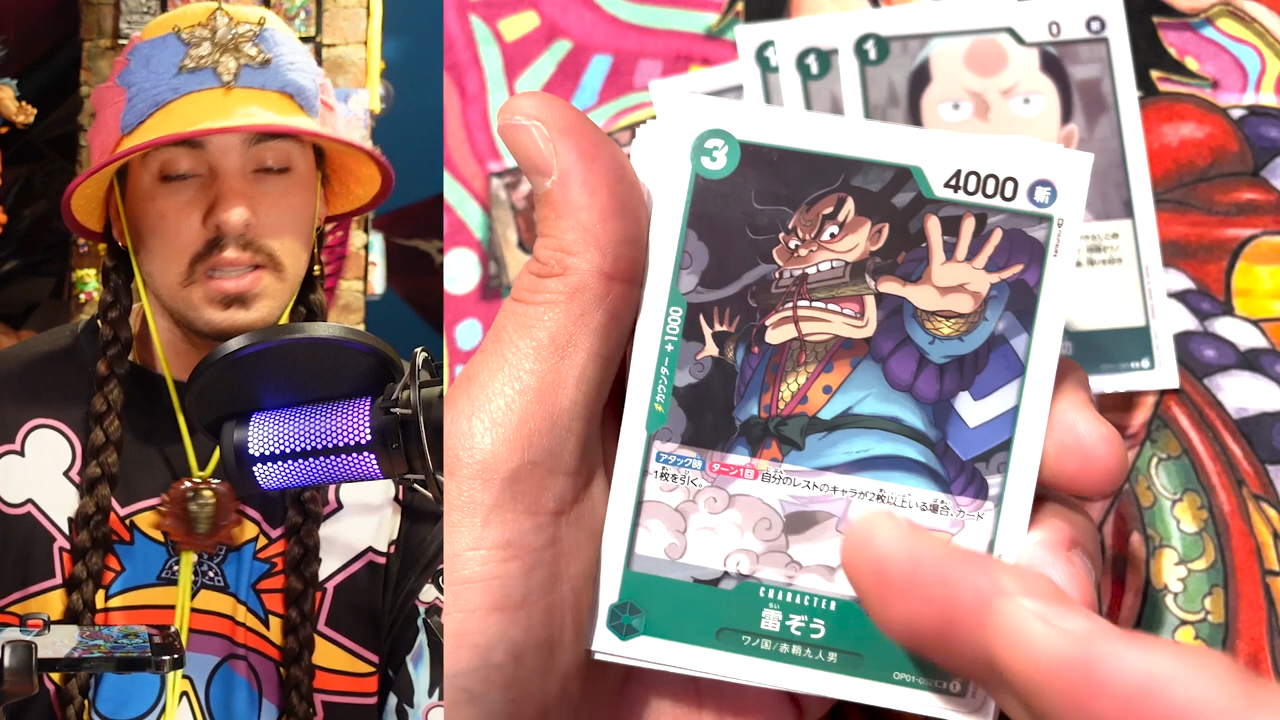 1
1
1
0
新
3
4000
新
カウンター +1000
アタック時 ターン1回 自分のレストのキャラが2枚以上いる場合、カード
1枚を引く。
CHARACTER
らい
雷ぞう
ワノ国/赤鞘九人男